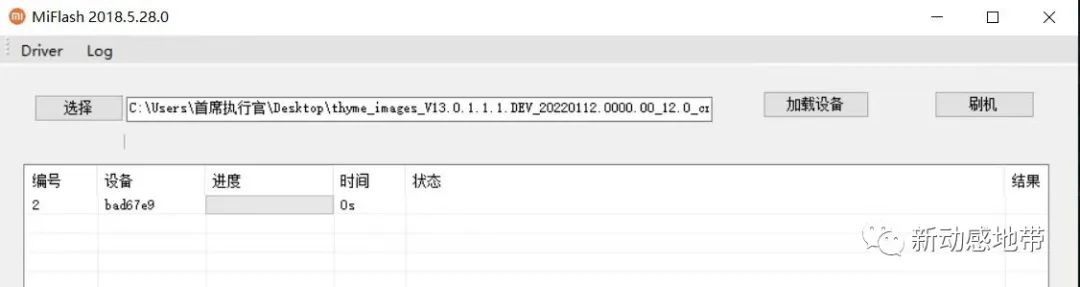 MiFlash 2018.5.28.0
Driver Log
选择 C:\Users\首席执行官\Desktop\thyme_images_V13.0.1.1.1.DEV_20220112.0000.00_12.0_cn 加载设备 刷机
编号 设备 进度 时间 状态 结果
2 bad67e9 0s
新动感地带